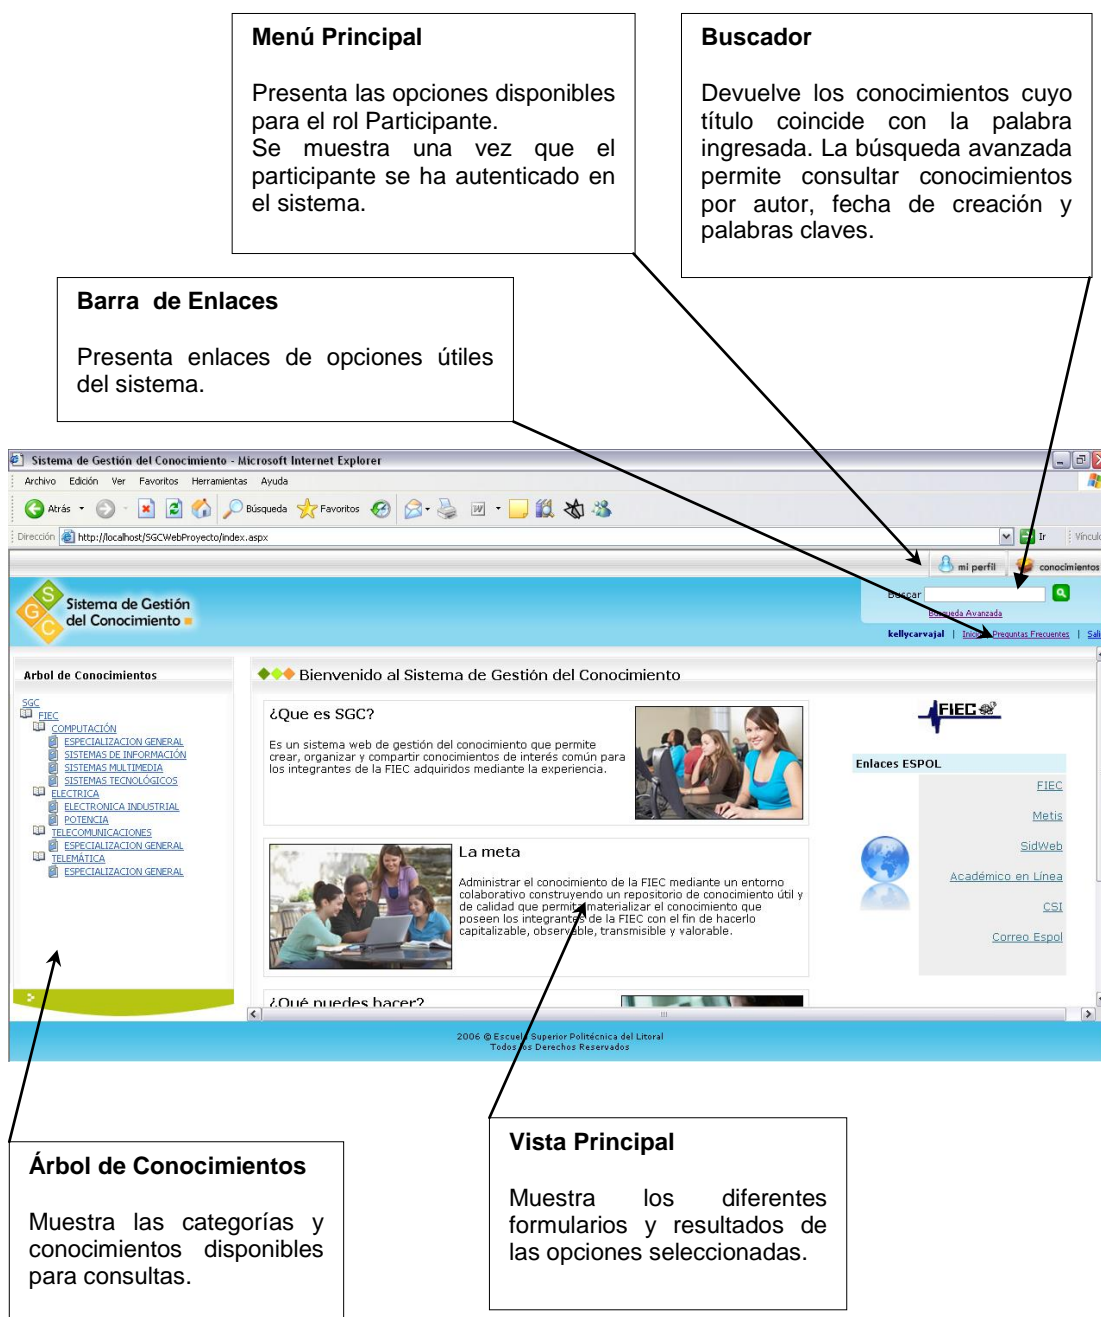 Menú Principal
Presenta las opciones disponibles
para el rol Participante.
Se muestra una vez que el
participante se ha autenticado en
el sistema.
Buscador
Devuelve los conocimientos cuyo
título coincide con la palabra
ingresada. La búsqueda avanzada
permite consultar conocimientos
por autor, fecha de creación y
palabras claves.
Barra de Enlaces
Presenta enlaces de opciones útiles
del sistema.
Sistema de Gestión del Conocimiento - Microsoft Internet Explorer
Archivo Edición Ver Favoritos Herramientas Ayuda
Atrás Búsqueda Favoritos
Dirección http://localhost/SGCWebProyecto/index.aspx Ir Vínculo
mi perfil conocimientos
SGC
Sistema de Gestión
del Conocimiento
Buscar
Búsqueda Avanzada
kellycarvajal | Inicio | Preguntas Frecuentes | Sali
Arbol de Conocimientos
SGC
FIEC
COMPUTACIÓN
ESPECIALIZACION GENERAL
SISTEMAS DE INFORMACIÓN
SISTEMAS MULTIMEDIA
SISTEMAS TECNOLÓGICOS
ELECTRICA
ELECTRONICA INDUSTRIAL
POTENCIA
TELECOMUNICACIONES
ESPECIALIZACION GENERAL
TELEMÁTICA
ESPECIALIZACION GENERAL
Bienvenido al Sistema de Gestión del Conocimiento
¿Que es SGC?
Es un sistema web de gestión del conocimiento que permite
crear, organizar y compartir conocimientos de interés común para
los integrantes de la FIEC adquiridos mediante la experiencia.
La meta
Administrar el conocimiento de la FIEC mediante un entorno
colaborativo construyendo un repositorio de conocimiento útil y
de calidad que permita materializar el conocimiento que
poseen los integrantes de la FIEC con el fin de hacerlo
capitalizable, observable, transmisible y valorable.
¿Qué puedes hacer?
FIEC
Enlaces ESPOL
FIEC
Metis
SidWeb
Académico en Línea
CSI
Correo Espol
2006 © Escuela Superior Politécnica del Litoral
Todos los Derechos Reservados
Árbol de Conocimientos
Muestra las categorías y
conocimientos disponibles
para consultas.
Vista Principal
Muestra los diferentes
formularios y resultados de
las opciones seleccionadas.